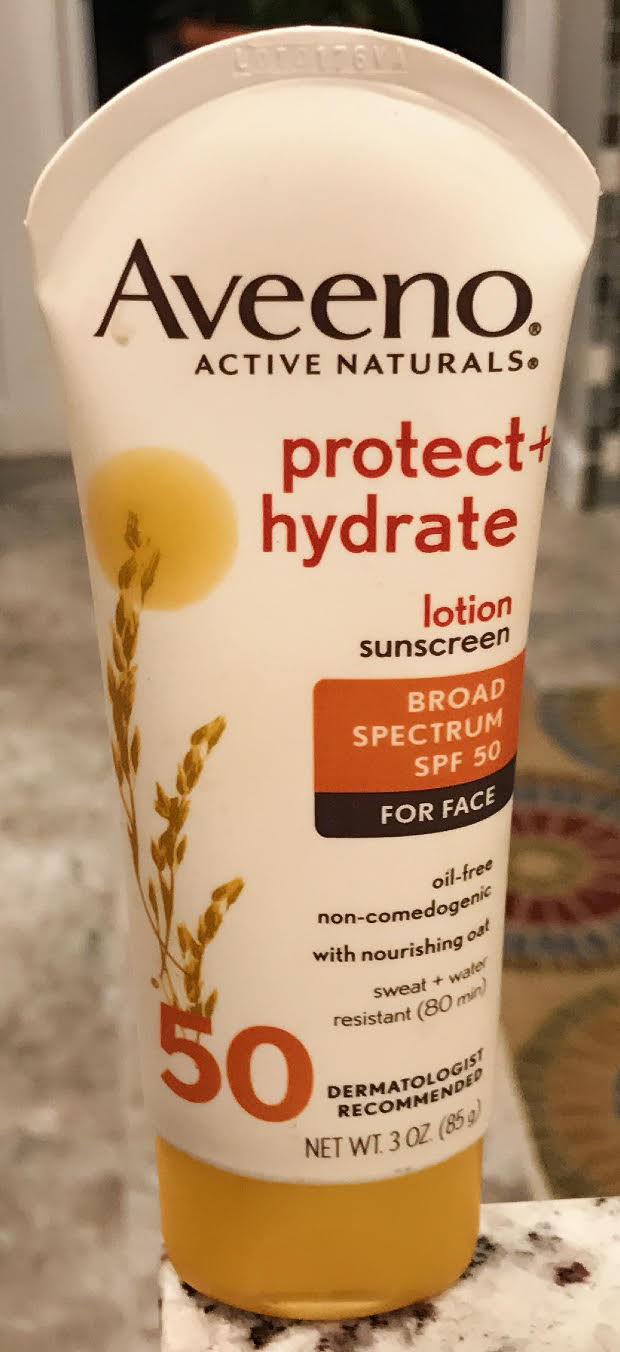 Aveeno®
ACTIVE NATURALS®
protect+
hydrate
lotion
sunscreen
BROAD
SPECTRUM
SPF 50
FOR FACE
oil-free
non-comedogenic
with nourishing oat
sweat + water
resistant (80 min)
50
DERMATOLOGIST
RECOMMENDED
NET WT. 3 OZ. (85 g)